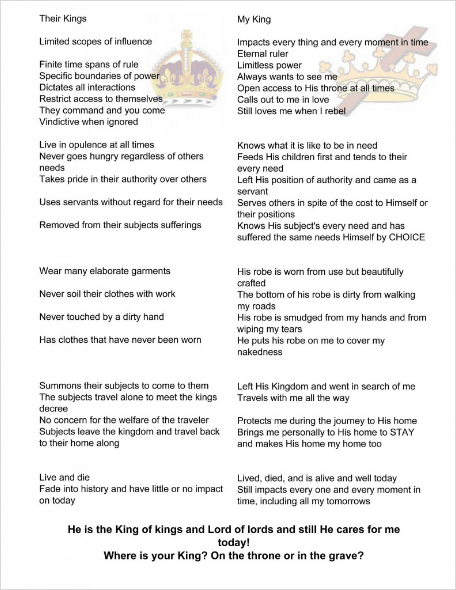 Their Kings
Limited scopes of influence
Finite time spans of rule
Specific boundaries of power
Dictates all interactions
Restrict access to themselves
They command and you come
Vindictive when ignored
Live in opulence at all times
Never goes hungry regardless of others
needs
Takes pride in their authority over others
Uses servants without regard for their needs
Removed from their subjects sufferings
Wear many elaborate garments
Never soil their clothes with work
Never touched by a dirty hand
Has clothes that have never been worn
Summons their subjects to come to them
The subjects travel alone to meet the kings
decree
No concern for the welfare of the traveler
Subjects leave the kingdom and travel back
to their home along
Live and die
Fade into history and have little or no impact
on today
My King
Impacts every thing and every moment in time
Eternal ruler
Limitless power
Always wants to see me
Open access to His throne at all times
Calls out to me in love
Still loves me when I rebel
Knows what it is like to be in need
Feeds His children first and tends to their
every need
Left His position of authority and came as a
servant
Serves others in spite of the cost to Himself or
their positions
Knows His subject's every need and has
suffered the same needs Himself by CHOICE
His robe is worn from use but beautifully
crafted
The bottom of his robe is dirty from walking
my roads
His robe is smudged from my hands and from
wiping my tears
He puts his robe on me to cover my
nakedness
Left His Kingdom and went in search of me
Travels with me all the way
Protects me during the journey to His home
Brings me personally to His home to STAY
and makes His home my home too
Lived, died, and is alive and well today
Still impacts every one and every moment in
time, including all my tomorrows
He is the King of kings and Lord of lords and still He cares for me
today!
Where is your King? On the throne or in the grave?